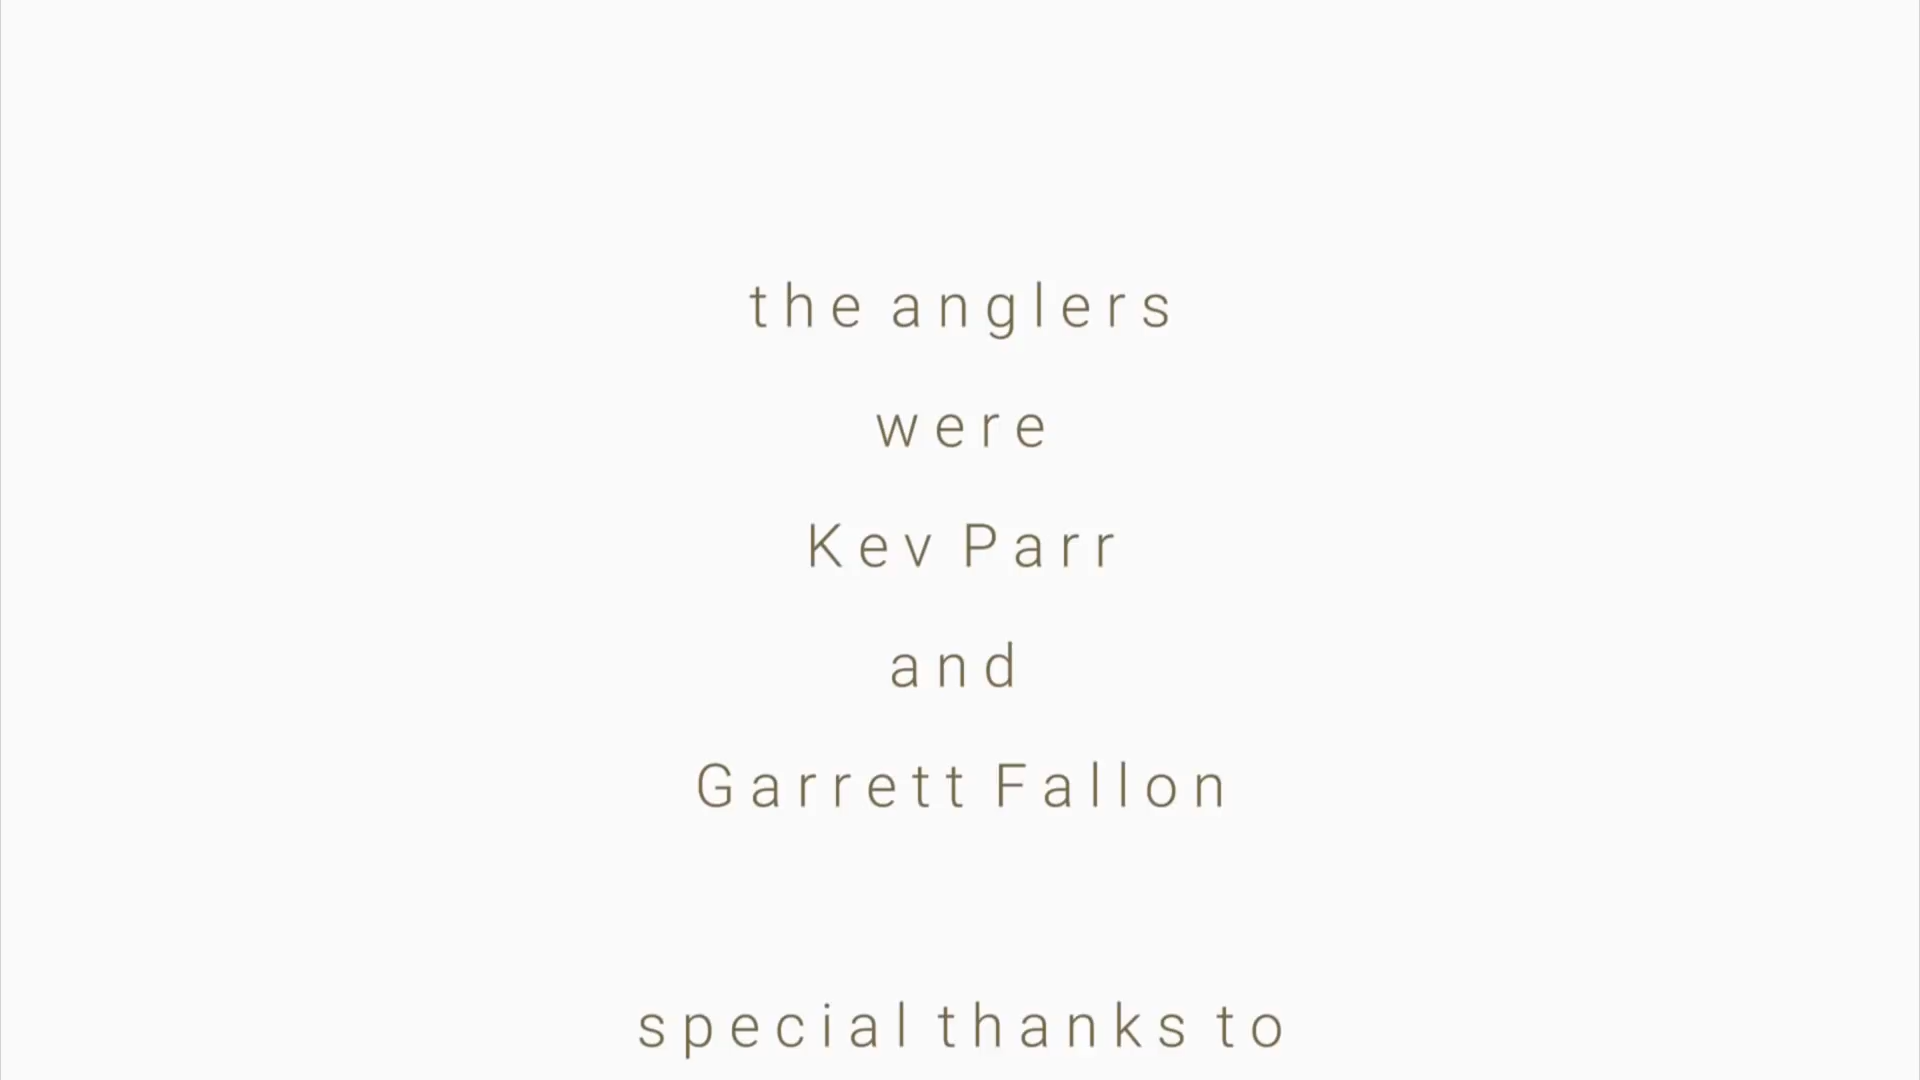 the anglers
were
Kev Parr
and
Garrett Fallon
special thanks to